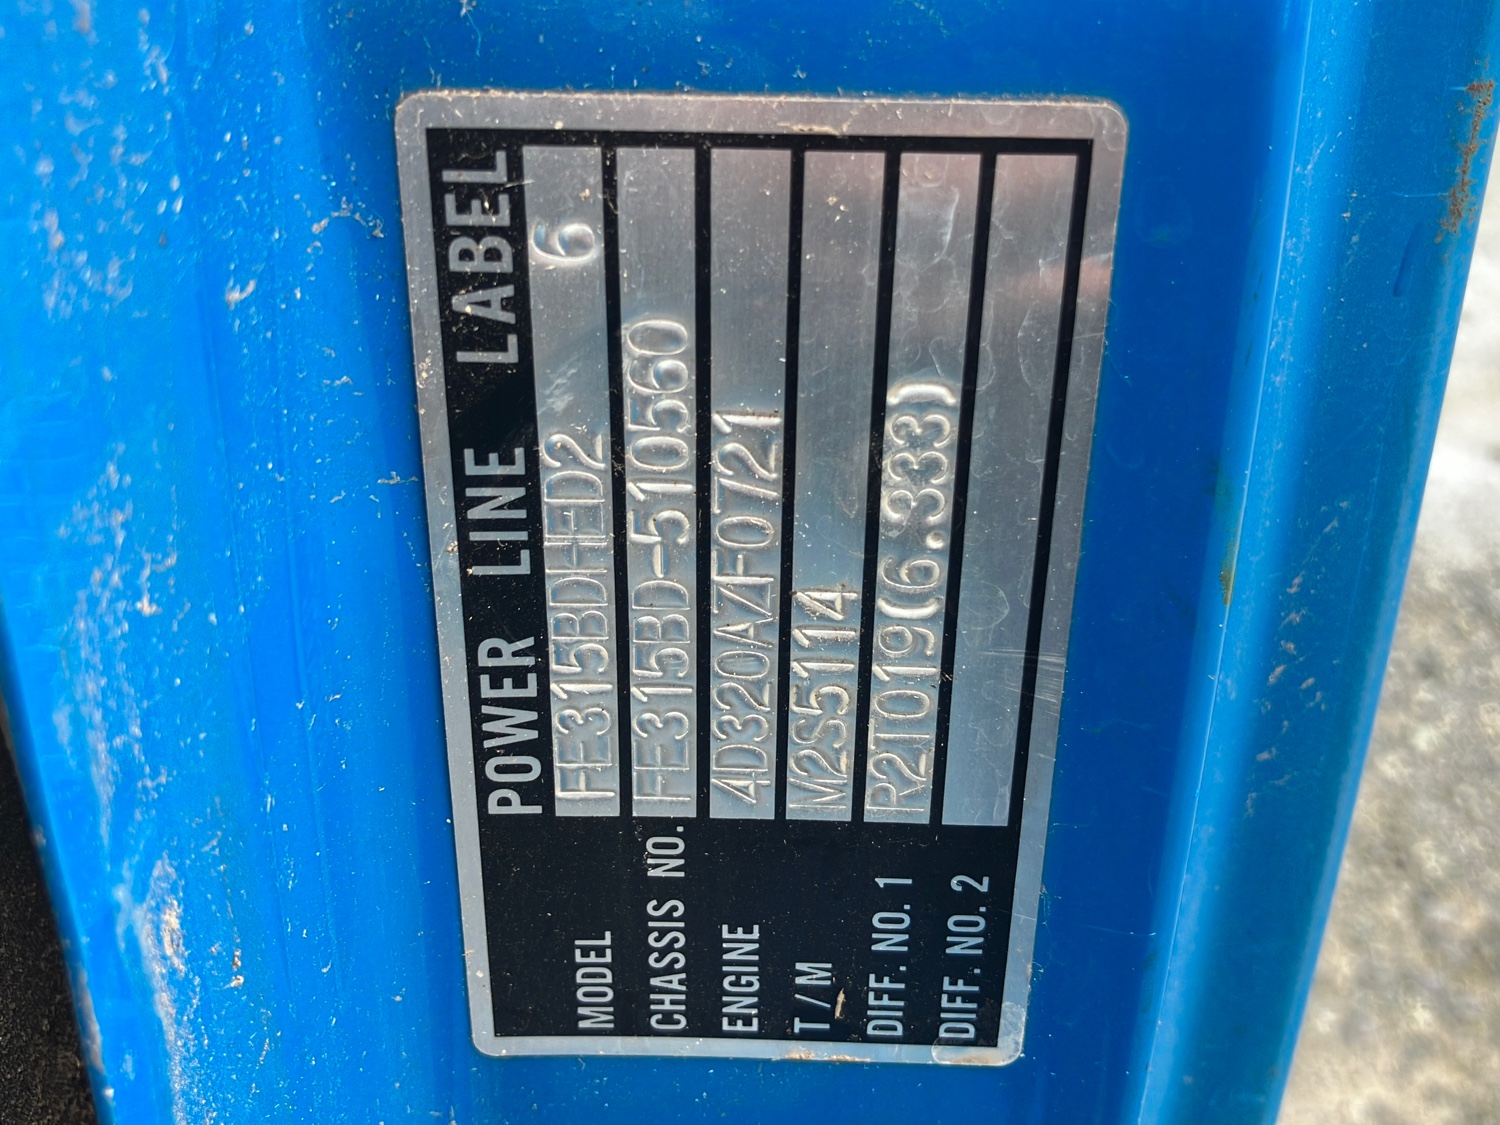 POWER LINE LABEL
MODEL FE315BDHED2 6
CHASSIS NO. FE315BD-510560
ENGINE 4D320AZF0721
T/M M2S5114
DIFF. NO. 1 R2T019(6.333)
DIFF. NO. 2